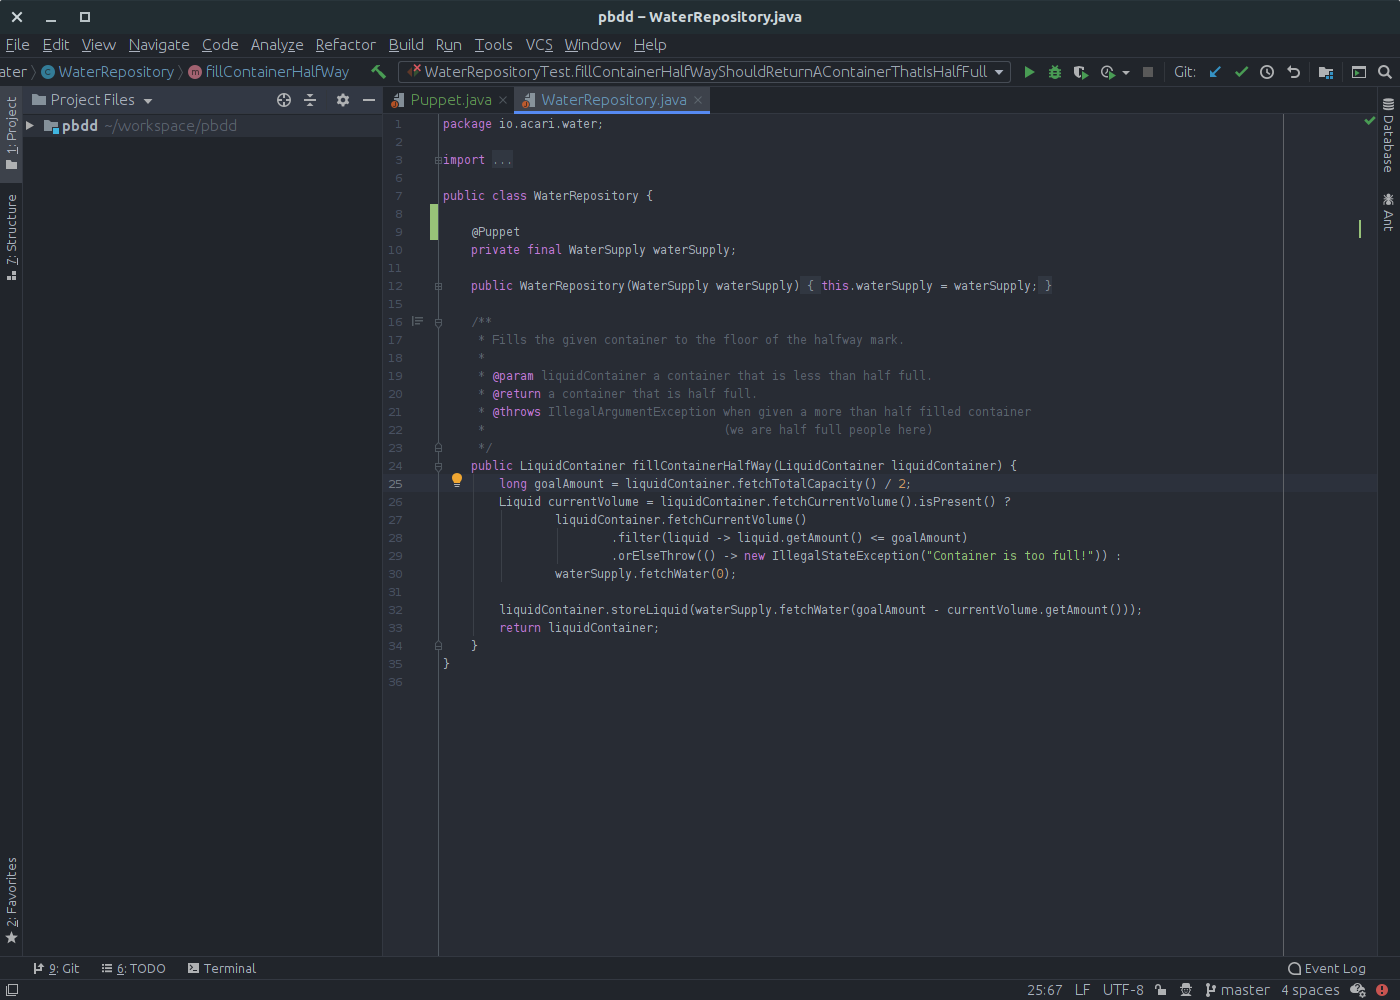 pbdd – WaterRepository.java
File Edit View Navigate Code Analyze Refactor Build Run Tools VCS Window Help
ater WaterRepository fillContainerHalfWay WaterRepositoryTest.fillContainerHalfWayShouldReturnAContainerThatIsHalfFull Git:
Project Files
Puppet.java WaterRepository.java
pbdd ~/workspace/pbdd
1: Project
7: Structure
2: Favorites
Database
Ant
1 package io.acari.water;
2
3 import ...
6
7 public class WaterRepository {
8
9 @Puppet
10 private final WaterSupply waterSupply;
11
12 public WaterRepository(WaterSupply waterSupply) { this.waterSupply = waterSupply; }
15
16 /**
17 * Fills the given container to the floor of the halfway mark.
18 *
19 * @param liquidContainer a container that is less than half full.
20 * @return a container that is half full.
21 * @throws IllegalArgumentException when given a more than half filled container
22 * (we are half full people here)
23 */
24 public LiquidContainer fillContainerHalfWay(LiquidContainer liquidContainer) {
25 long goalAmount = liquidContainer.fetchTotalCapacity() / 2;
26 Liquid currentVolume = liquidContainer.fetchCurrentVolume().isPresent() ?
27 liquidContainer.fetchCurrentVolume()
28 .filter(liquid -> liquid.getAmount() <= goalAmount)
29 .orElseThrow(() -> new IllegalStateException("Container is too full!")) :
30 waterSupply.fetchWater(0);
31
32 liquidContainer.storeLiquid(waterSupply.fetchWater(goalAmount - currentVolume.getAmount()));
33 return liquidContainer;
34 }
35 }
36
9: Git 6: TODO Terminal Event Log
25:67 LF UTF-8 master 4 spaces